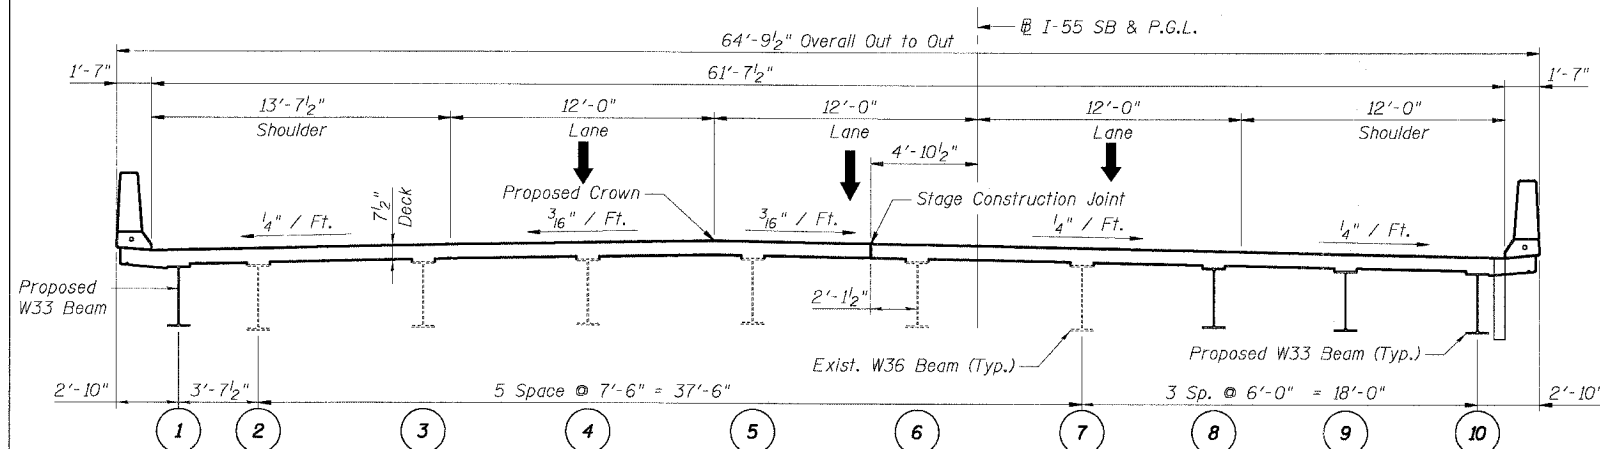 ℄ I-55 SB & P.G.L.
64'-9½" Overall Out to Out
1'-7"
61'-7½"
1'-7"
13'-7½"
Shoulder
12'-0"
Lane
12'-0"
Lane
12'-0"
Lane
12'-0"
Shoulder
4'-10½"
Proposed Crown
Stage Construction Joint
¼" / Ft.
7½"
Deck
3/16" / Ft.
3/16" / Ft.
¼" / Ft.
¼" / Ft.
Proposed
W33 Beam
2'-1½"
Exist. W36 Beam (Typ.)
Proposed W33 Beam (Typ.)
2'-10"
3'-7½"
5 Space @ 7'-6" = 37'-6"
3 Sp. @ 6'-0" = 18'-0"
2'-10"
1
2
3
4
5
6
7
8
9
10